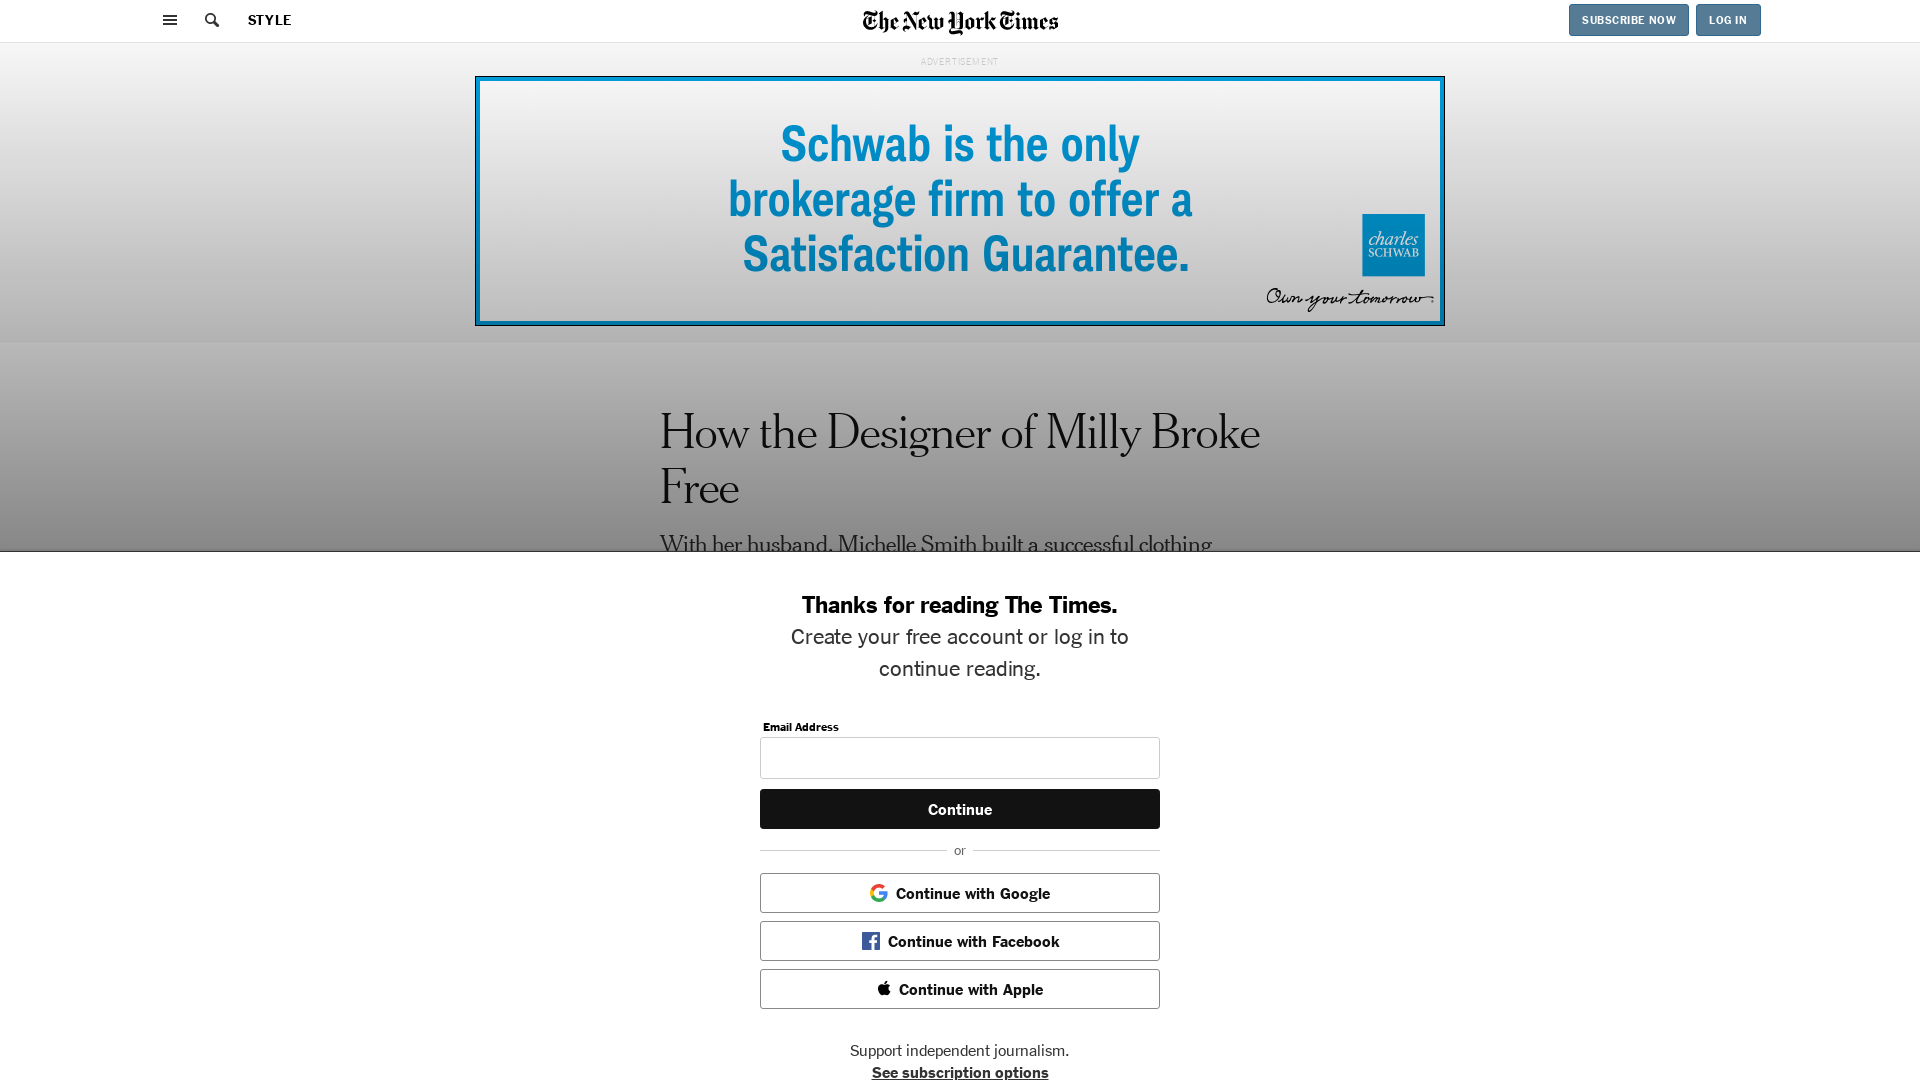 STYLE
The New York Times
SUBSCRIBE NOW
LOG IN
ADVERTISEMENT
Schwab is the only
brokerage firm to offer a
Satisfaction Guarantee.
charles
SCHWAB
Own your tomorrow
How the Designer of Milly Broke
Free
With her husband, Michelle Smith built a successful clothing
Thanks for reading The Times.
Create your free account or log in to
continue reading.
Email Address
Continue
or
Continue with Google
Continue with Facebook
Continue with Apple
Support independent journalism.
See subscription options